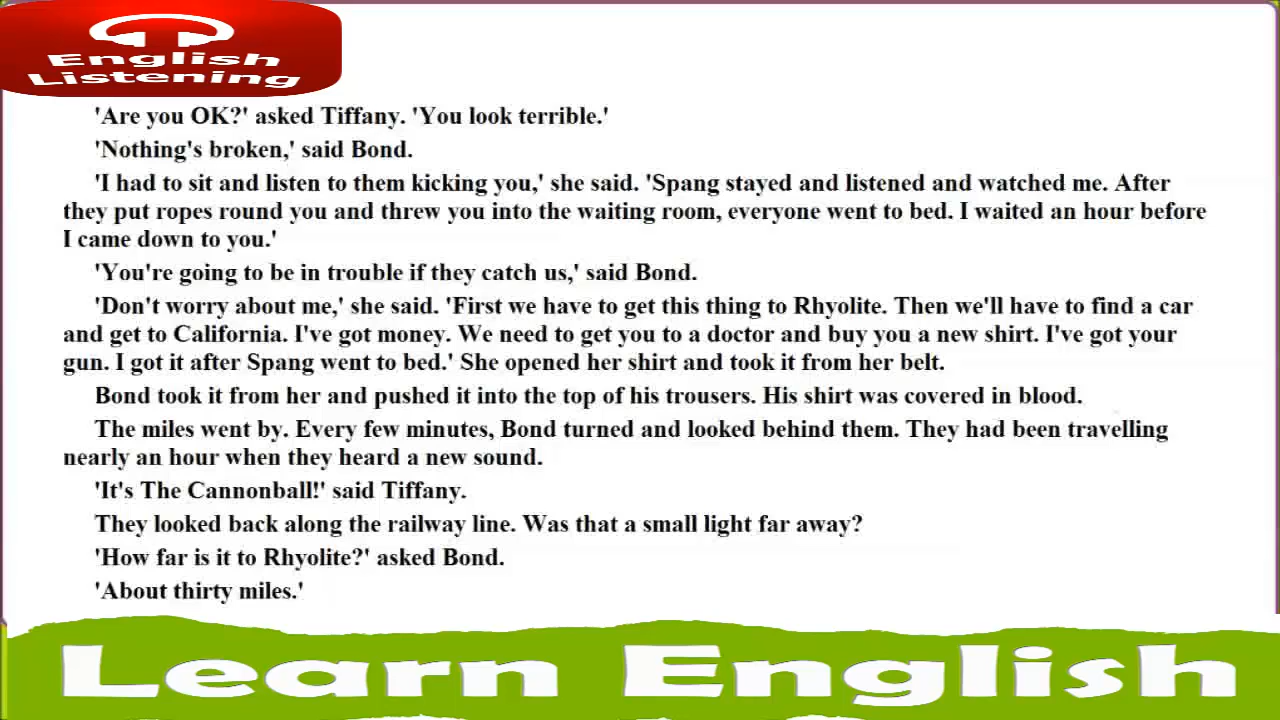 English
Listening
'Are you OK?' asked Tiffany. 'You look terrible.'
'Nothing's broken,' said Bond.
'I had to sit and listen to them kicking you,' she said. 'Spang stayed and listened and watched me. After
they put ropes round you and threw you into the waiting room, everyone went to bed. I waited an hour before
I came down to you.'
'You're going to be in trouble if they catch us,' said Bond.
'Don't worry about me,' she said. 'First we have to get this thing to Rhyolite. Then we'll have to find a car
and get to California. I've got money. We need to get you to a doctor and buy you a new shirt. I've got your
gun. I got it after Spang went to bed.' She opened her shirt and took it from her belt.
Bond took it from her and pushed it into the top of his trousers. His shirt was covered in blood.
The miles went by. Every few minutes, Bond turned and looked behind them. They had been travelling
nearly an hour when they heard a new sound.
'It's The Cannonball!' said Tiffany.
They looked back along the railway line. Was that a small light far away?
'How far is it to Rhyolite?' asked Bond.
'About thirty miles.'
Learn English